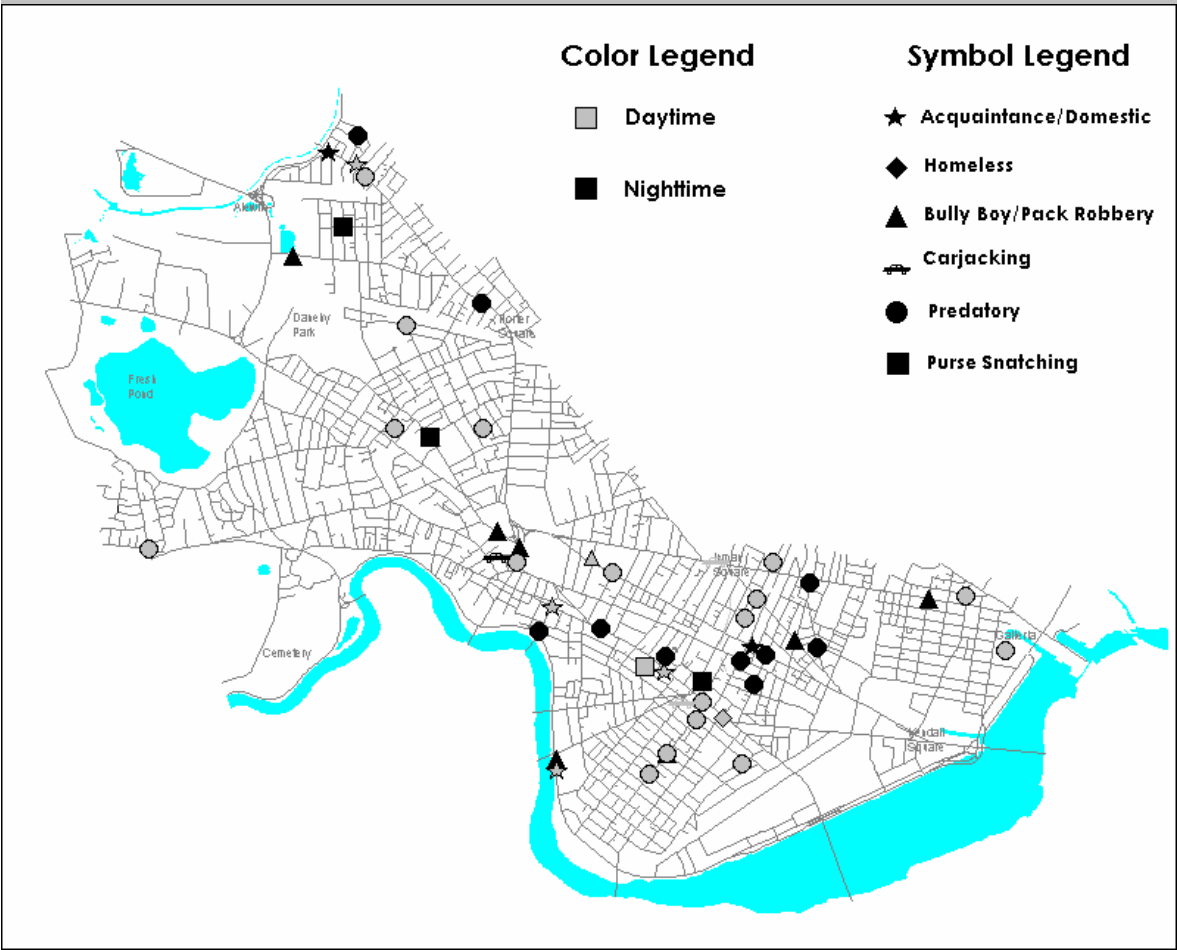 Color Legend
Daytime
Nighttime
Symbol Legend
Acquaintance/Domestic
Homeless
Bully Boy/Pack Robbery
Carjacking
Predatory
Purse Snatching
Alewife
Danehy
Park
Porter
Square
Fresh
Pond
Inman
Square
Cemetery
Galleria
Kendall
Square